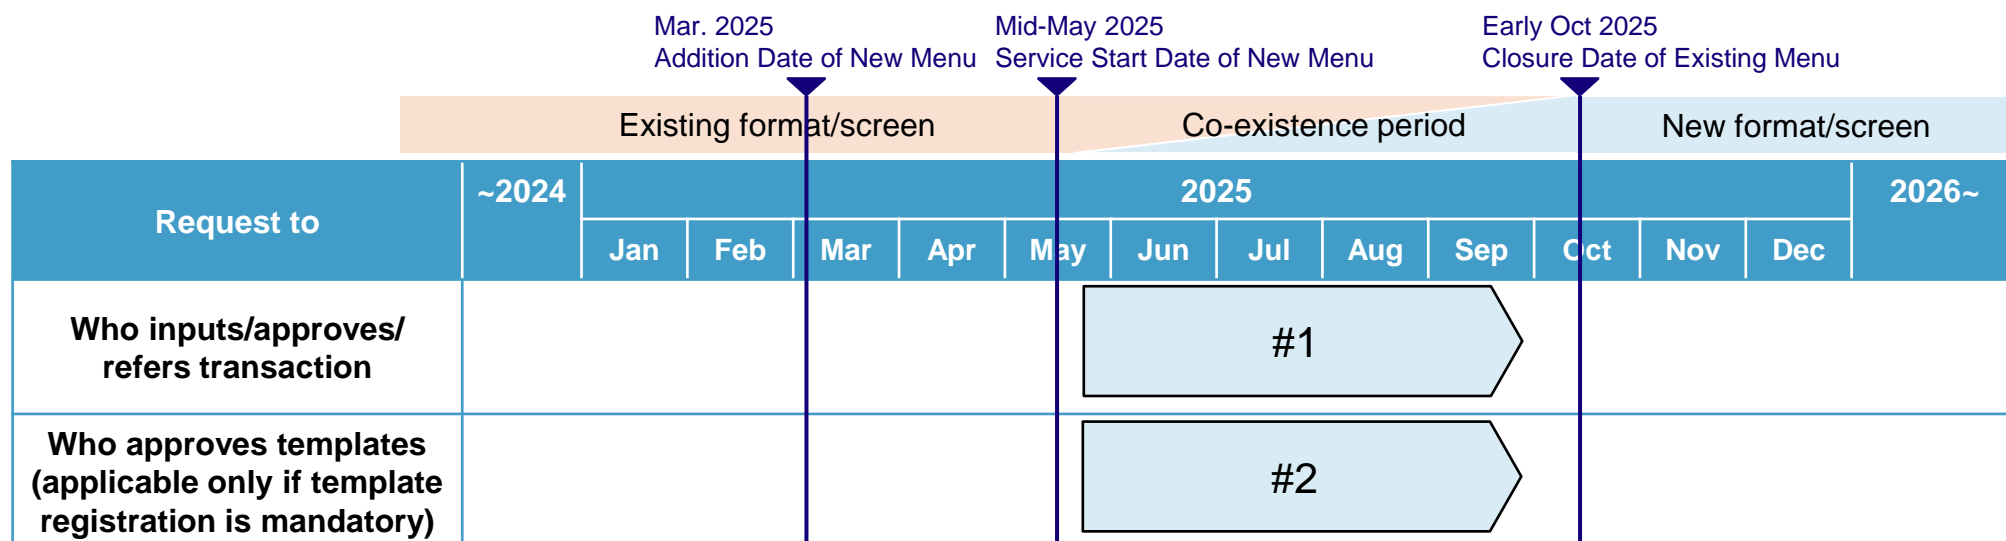 Mar. 2025
Addition Date of New Menu
Mid-May 2025
Service Start Date of New Menu
Early Oct 2025
Closure Date of Existing Menu
Existing format/screen
Co-existence period
New format/screen
Request to
~2024
2025
2026~
Jan
Feb
Mar
Apr
May
Jun
Jul
Aug
Sep
Oct
Nov
Dec
Who inputs/approves/
refers transaction
#1
Who approves templates
(applicable only if template
registration is mandatory)
#2